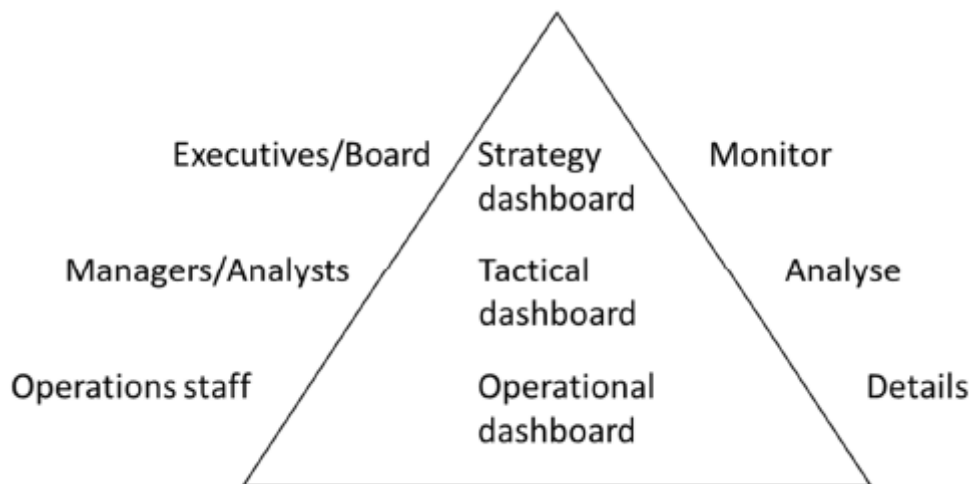 Executives/Board Strategy dashboard Monitor
Managers/Analysts Tactical dashboard Analyse
Operations staff Operational dashboard Details